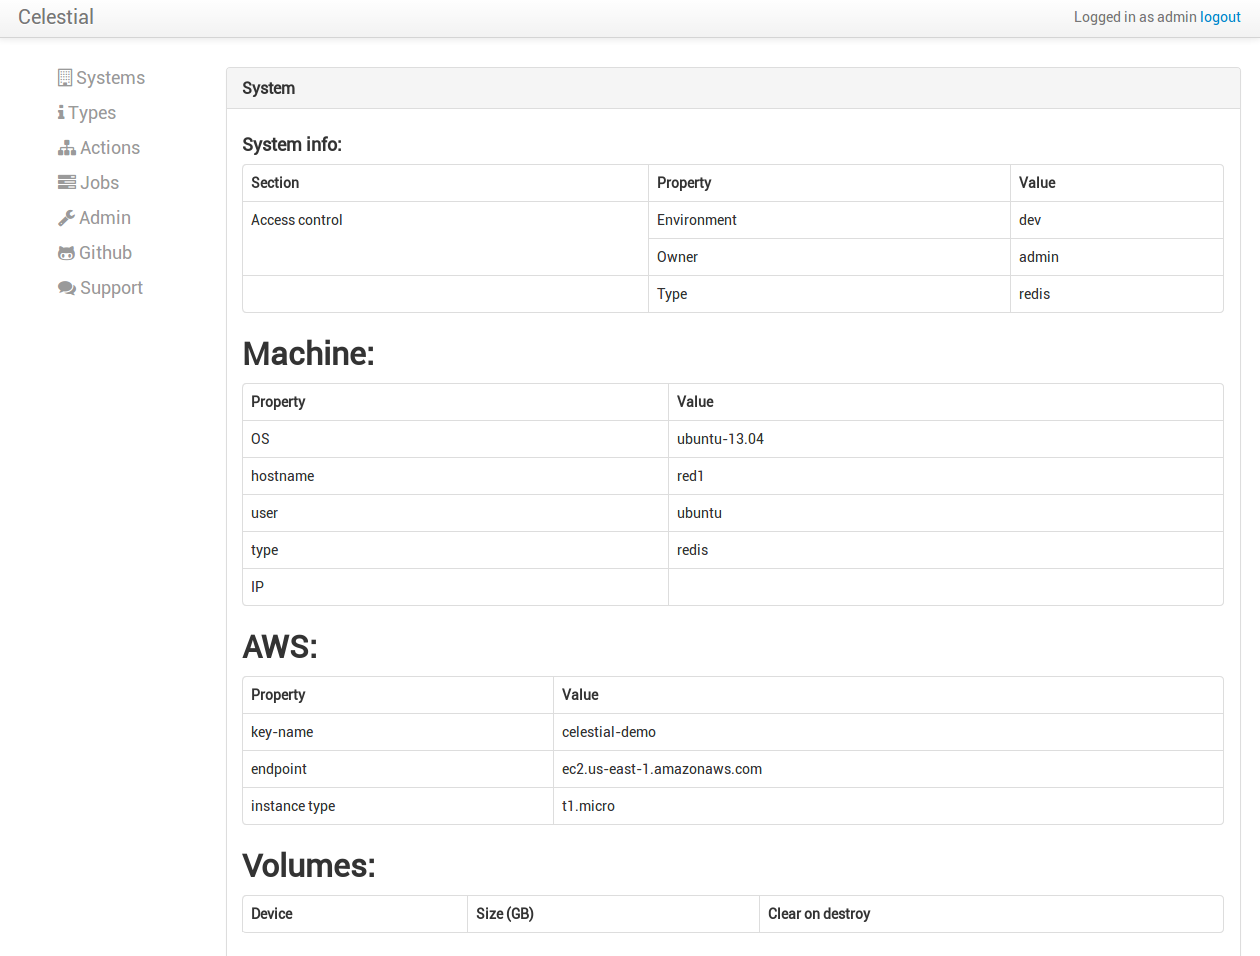 Celestial
Logged in as admin logout
Systems
Types
Actions
Jobs
Admin
Github
Support
System
System info:
Section Property Value
Access control Environment dev
Owner admin
Type redis
Machine:
Property Value
OS ubuntu-13.04
hostname red1
user ubuntu
type redis
IP
AWS:
Property Value
key-name celestial-demo
endpoint ec2.us-east-1.amazonaws.com
instance type t1.micro
Volumes:
Device Size (GB) Clear on destroy